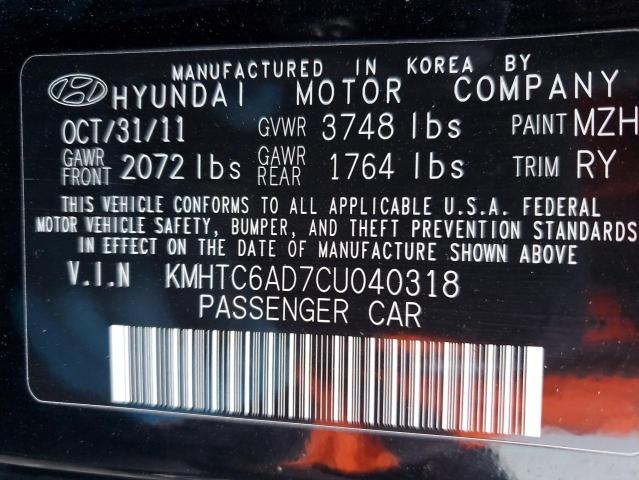 MANUFACTURED IN KOREA BY
HYUNDAI MOTOR COMPANY
OCT/31/11 GVWR 3748 lbs PAINT MZH
GAWR FRONT 2072 lbs GAWR REAR 1764 lbs TRIM RY
THIS VEHICLE CONFORMS TO ALL APPLICABLE U.S.A. FEDERAL
MOTOR VEHICLE SAFETY, BUMPER, AND THEFT PREVENTION STANDARDS
IN EFFECT ON THE DATE OF MANUFACTURE SHOWN ABOVE
V.I.N KMHTC6AD7CU040318
PASSENGER CAR